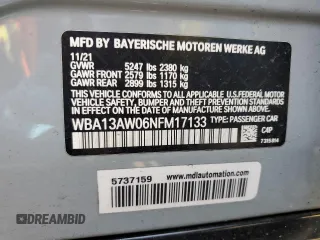 MFD BY BAYERISCHE MOTOREN WERKE AG
11/21
GVWR 5247 lbs 2380 kg
GAWR FRONT 2579 lbs 1170 kg
GAWR REAR 2899 lbs 1315 kg
THIS VEHICLE CONFORMS TO ALL APPLICABLE
U.S. FEDERAL MOTOR VEHICLE
SAFETY, BUMPER, AND THEFT PREVENTION
STANDARDS IN EFFECT ON THE DATE OF
MANUFACTURE SHOWN ABOVE.
WBA13AW06NFM17133 TYPE: PASSENGER CAR
C4P
5737159
www.mdiautomation.com
DREAMBID